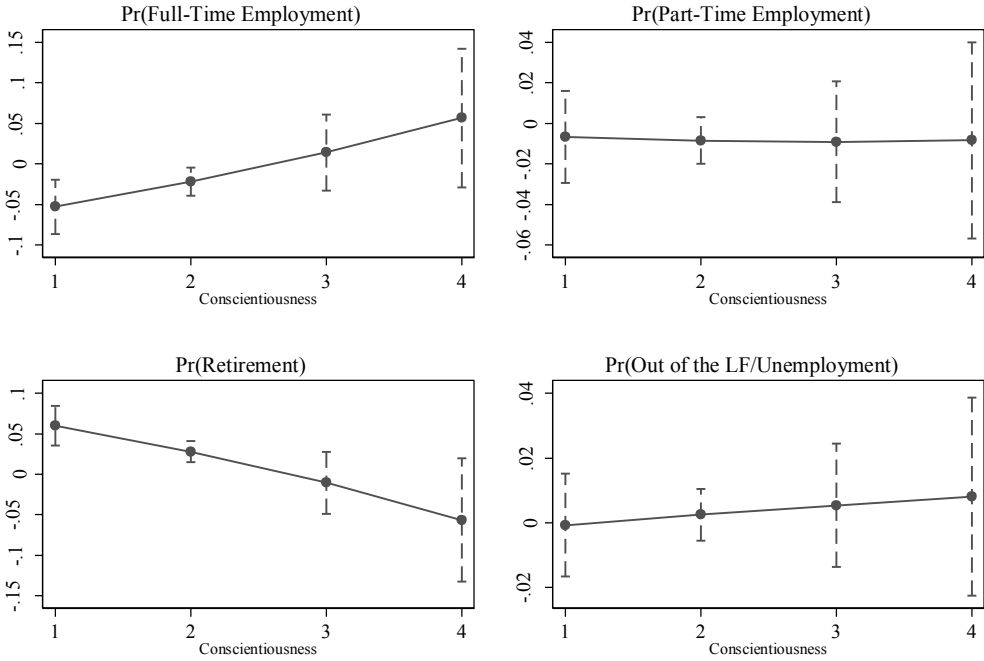 Pr(Full-Time Employment)
.15
.1
.05
0
-.05
-.1
1 2 3 4
Conscientiousness
Pr(Part-Time Employment)
.04
.02
0
-.02
-.04
-.06
1 2 3 4
Conscientiousness
Pr(Retirement)
.1
.05
0
-.05
-.1
-.15
1 2 3 4
Conscientiousness
Pr(Out of the LF/Unemployment)
.04
.02
0
-.02
1 2 3 4
Conscientiousness